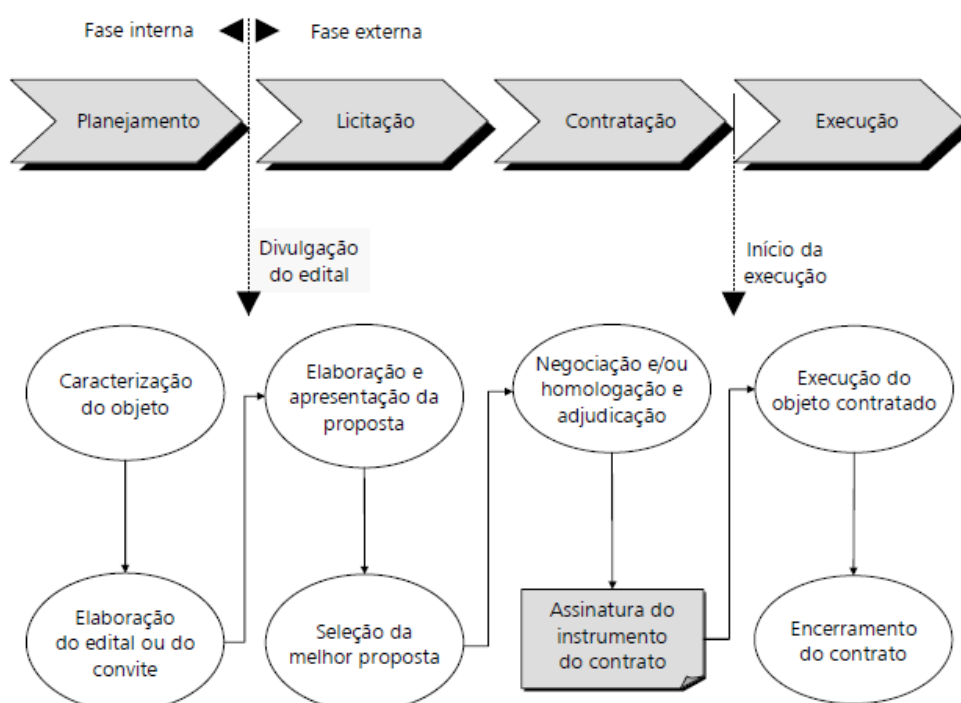 Fase interna
Fase externa
Planejamento
Licitação
Contratação
Execução
Divulgação
do edital
Início da
execução
Caracterização
do objeto
Elaboração e
apresentação da
proposta
Negociação e/ou
homologação e
adjudicação
Execução do
objeto contratado
Elaboração
do edital ou do
convite
Seleção da
melhor proposta
Assinatura do
instrumento
do contrato
Encerramento
do contrato